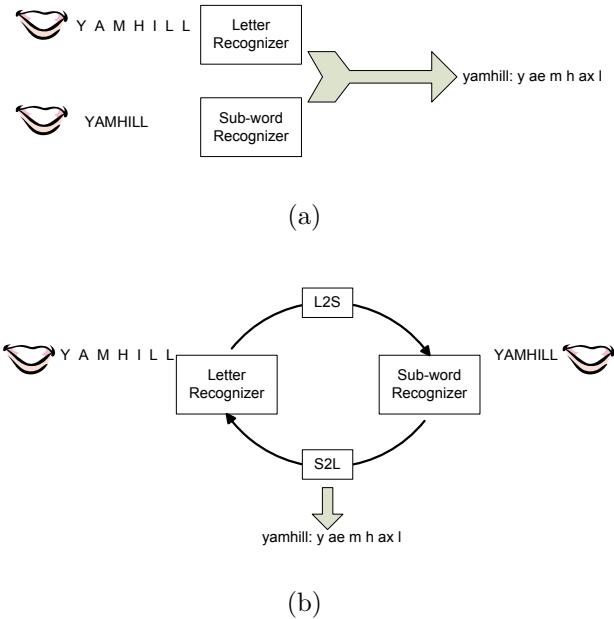 Y A M H I L L
Letter
Recognizer
yamhill: y ae m h ax l
YAMHILL
Sub-word
Recognizer
(a)
L2S
Y A M H I L L
YAMHILL
Letter
Recognizer
Sub-word
Recognizer
S2L
yamhill: y ae m h ax l
(b)